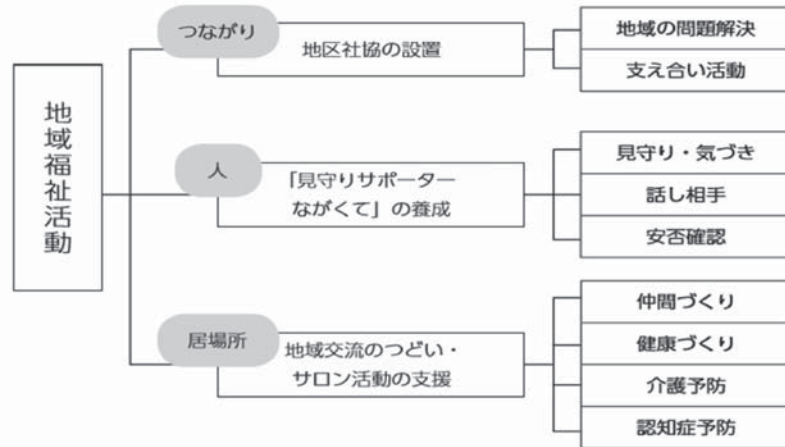 地域福祉活動
つながり
地区社協の設置
地域の問題解決
支え合い活動
人
「見守りサポーター
ながくて」の養成
見守り・気づき
話し相手
安否確認
居場所
地域交流のつどい・
サロン活動の支援
仲間づくり
健康づくり
介護予防
認知症予防